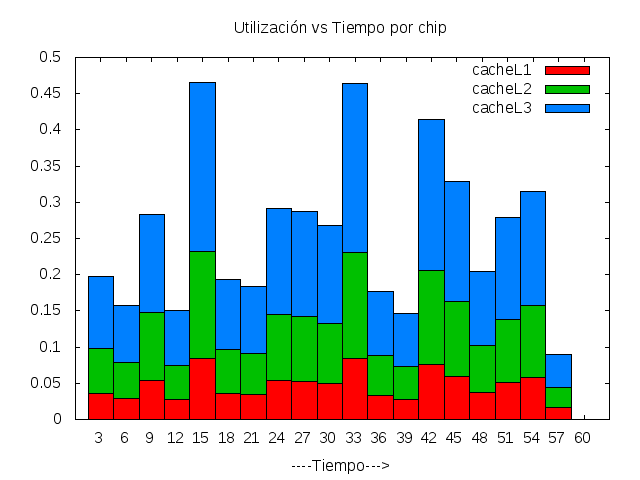 Utilización vs Tiempo por chip
0.5
0.45
0.4
0.35
0.3
0.25
0.2
0.15
0.1
0.05
0
cacheL1
cacheL2
cacheL3
3 6 9 12 15 18 21 24 27 30 33 36 39 42 45 48 51 54 57 60
----Tiempo--->